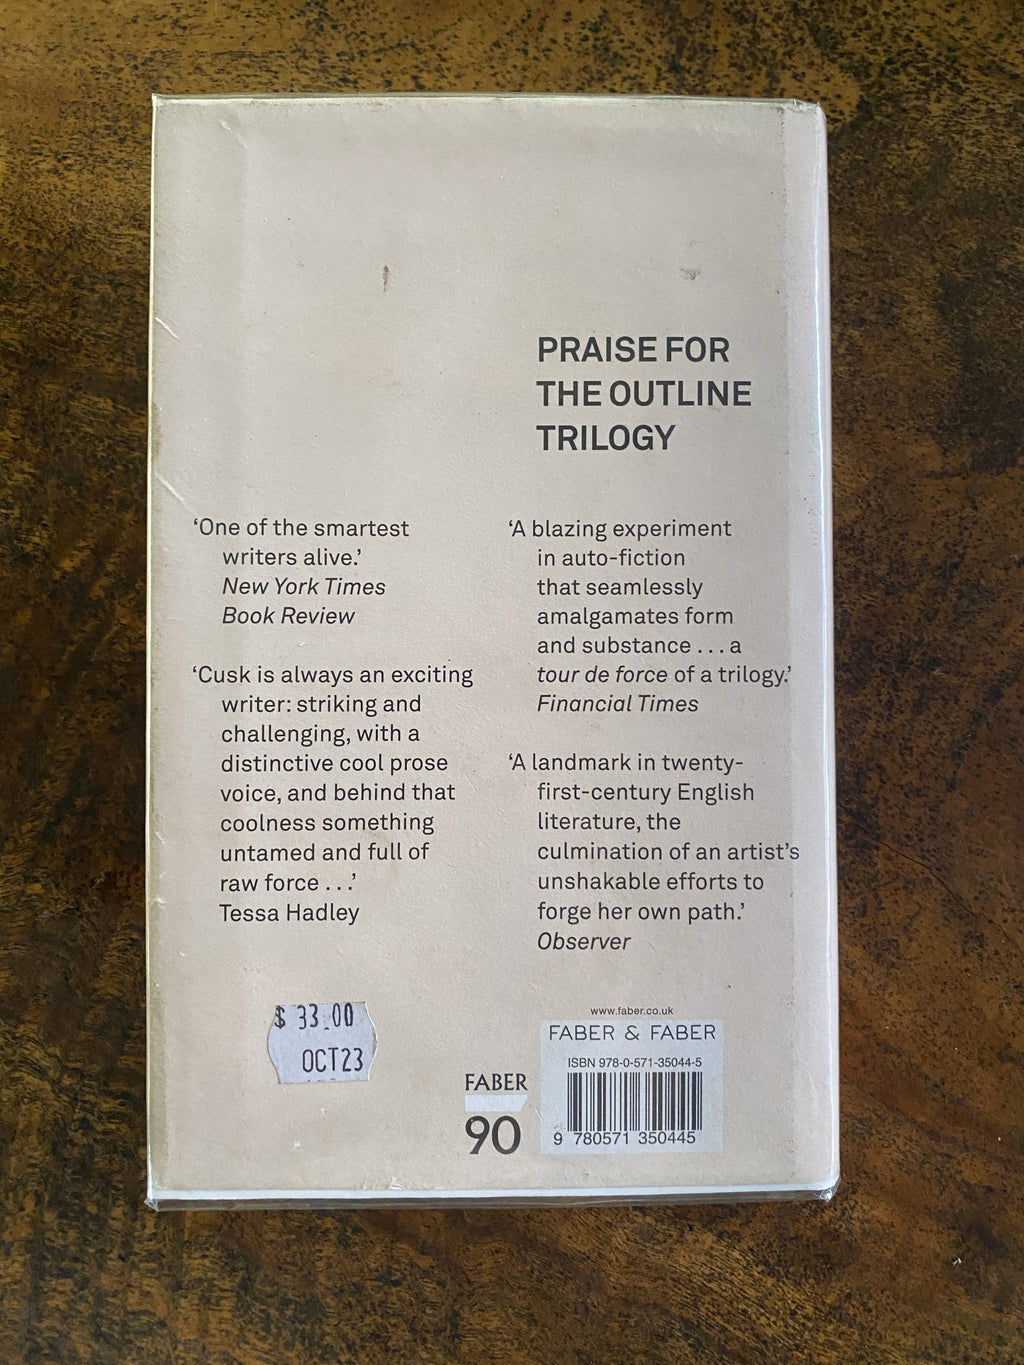 PRAISE FOR
THE OUTLINE
TRILOGY
‘One of the smartest
writers alive.’
New York Times
Book Review
‘Cusk is always an exciting
writer: striking and
challenging, with a
distinctive cool prose
voice, and behind that
coolness something
untamed and full of
raw force . . .’
Tessa Hadley
‘A blazing experiment
in auto-fiction
that seamlessly
amalgamates form
and substance . . . a
tour de force of a trilogy.’
Financial Times
‘A landmark in twenty-
first-century English
literature, the
culmination of an artist’s
unshakable efforts to
forge her own path.’
Observer
$ 33.00
OCT23
FABER
90
www.faber.co.uk
FABER & FABER
ISBN 978-0-571-35044-5
9 780571 350445